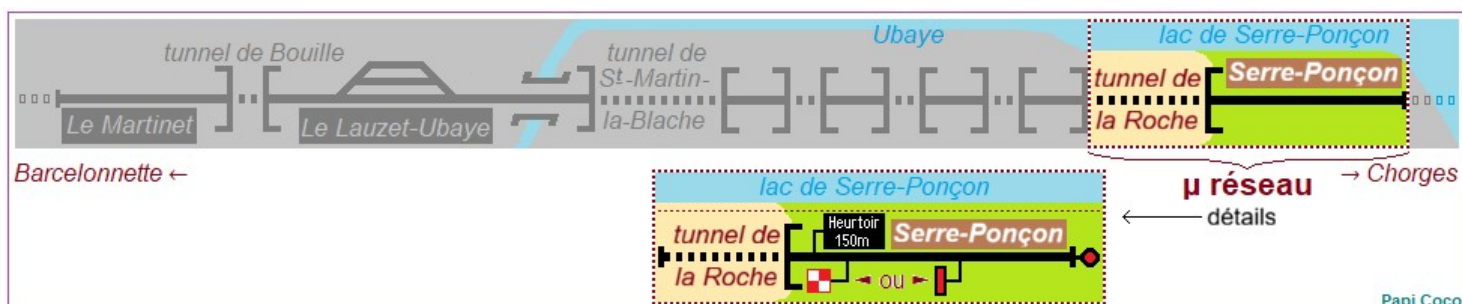 Ubaye
lac de Serre-Ponçon
tunnel de Bouille
tunnel de
St-Martin-
la-Blache
tunnel de
la Roche
Serre-Ponçon
Le Martinet
Le Lauzet-Ubaye
Barcelonnette ←
µ réseau
→ Chorges
détails
lac de Serre-Ponçon
tunnel de
la Roche
Heurtoir
150m
Serre-Ponçon
ou
Papi Coco